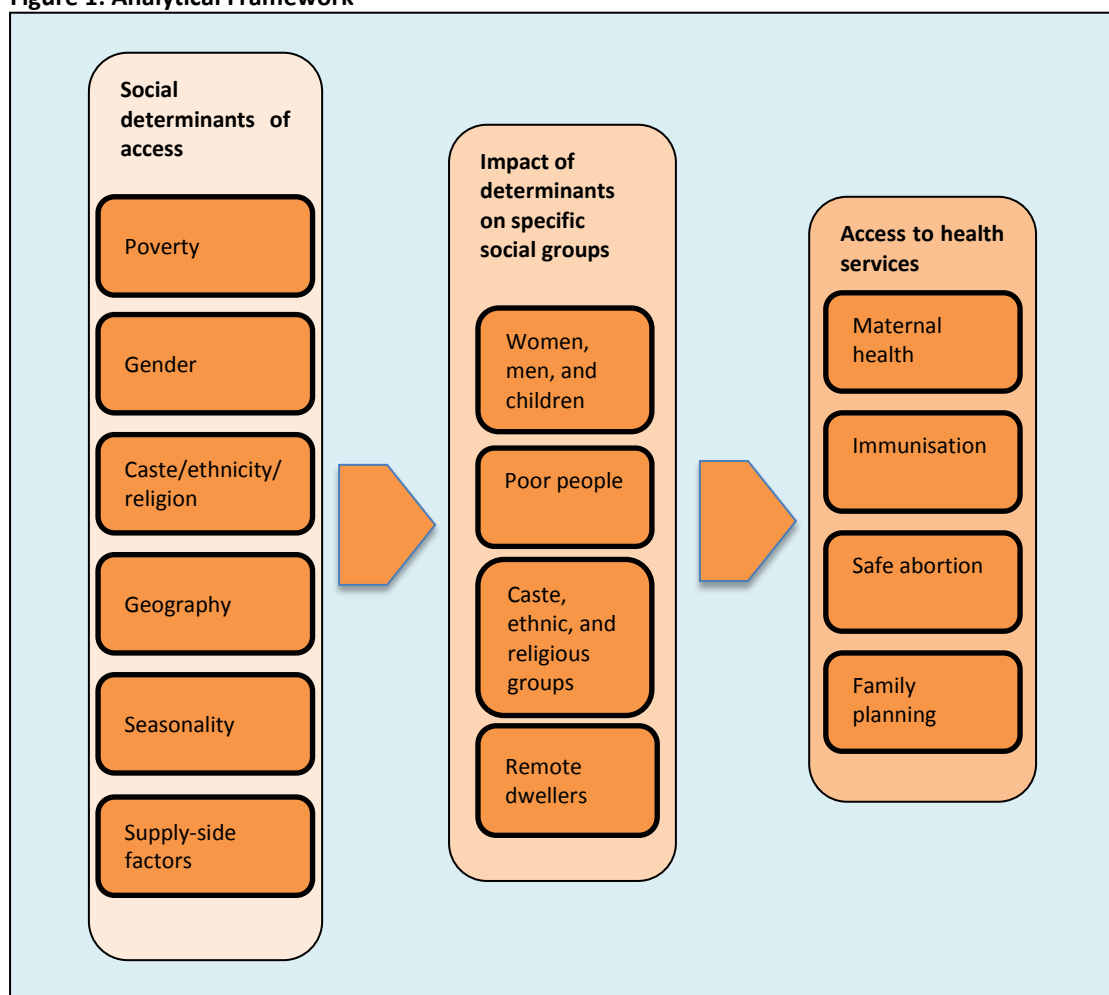 Figure 1: Analytical Framework
Social
determinants of
access
Poverty
Gender
Caste/ethnicity/
religion
Geography
Seasonality
Supply-side
factors
Impact of
determinants
on specific
social groups
Women,
men, and
children
Poor people
Caste,
ethnic, and
religious
groups
Remote
dwellers
Access to health
services
Maternal
health
Immunisation
Safe abortion
Family
planning